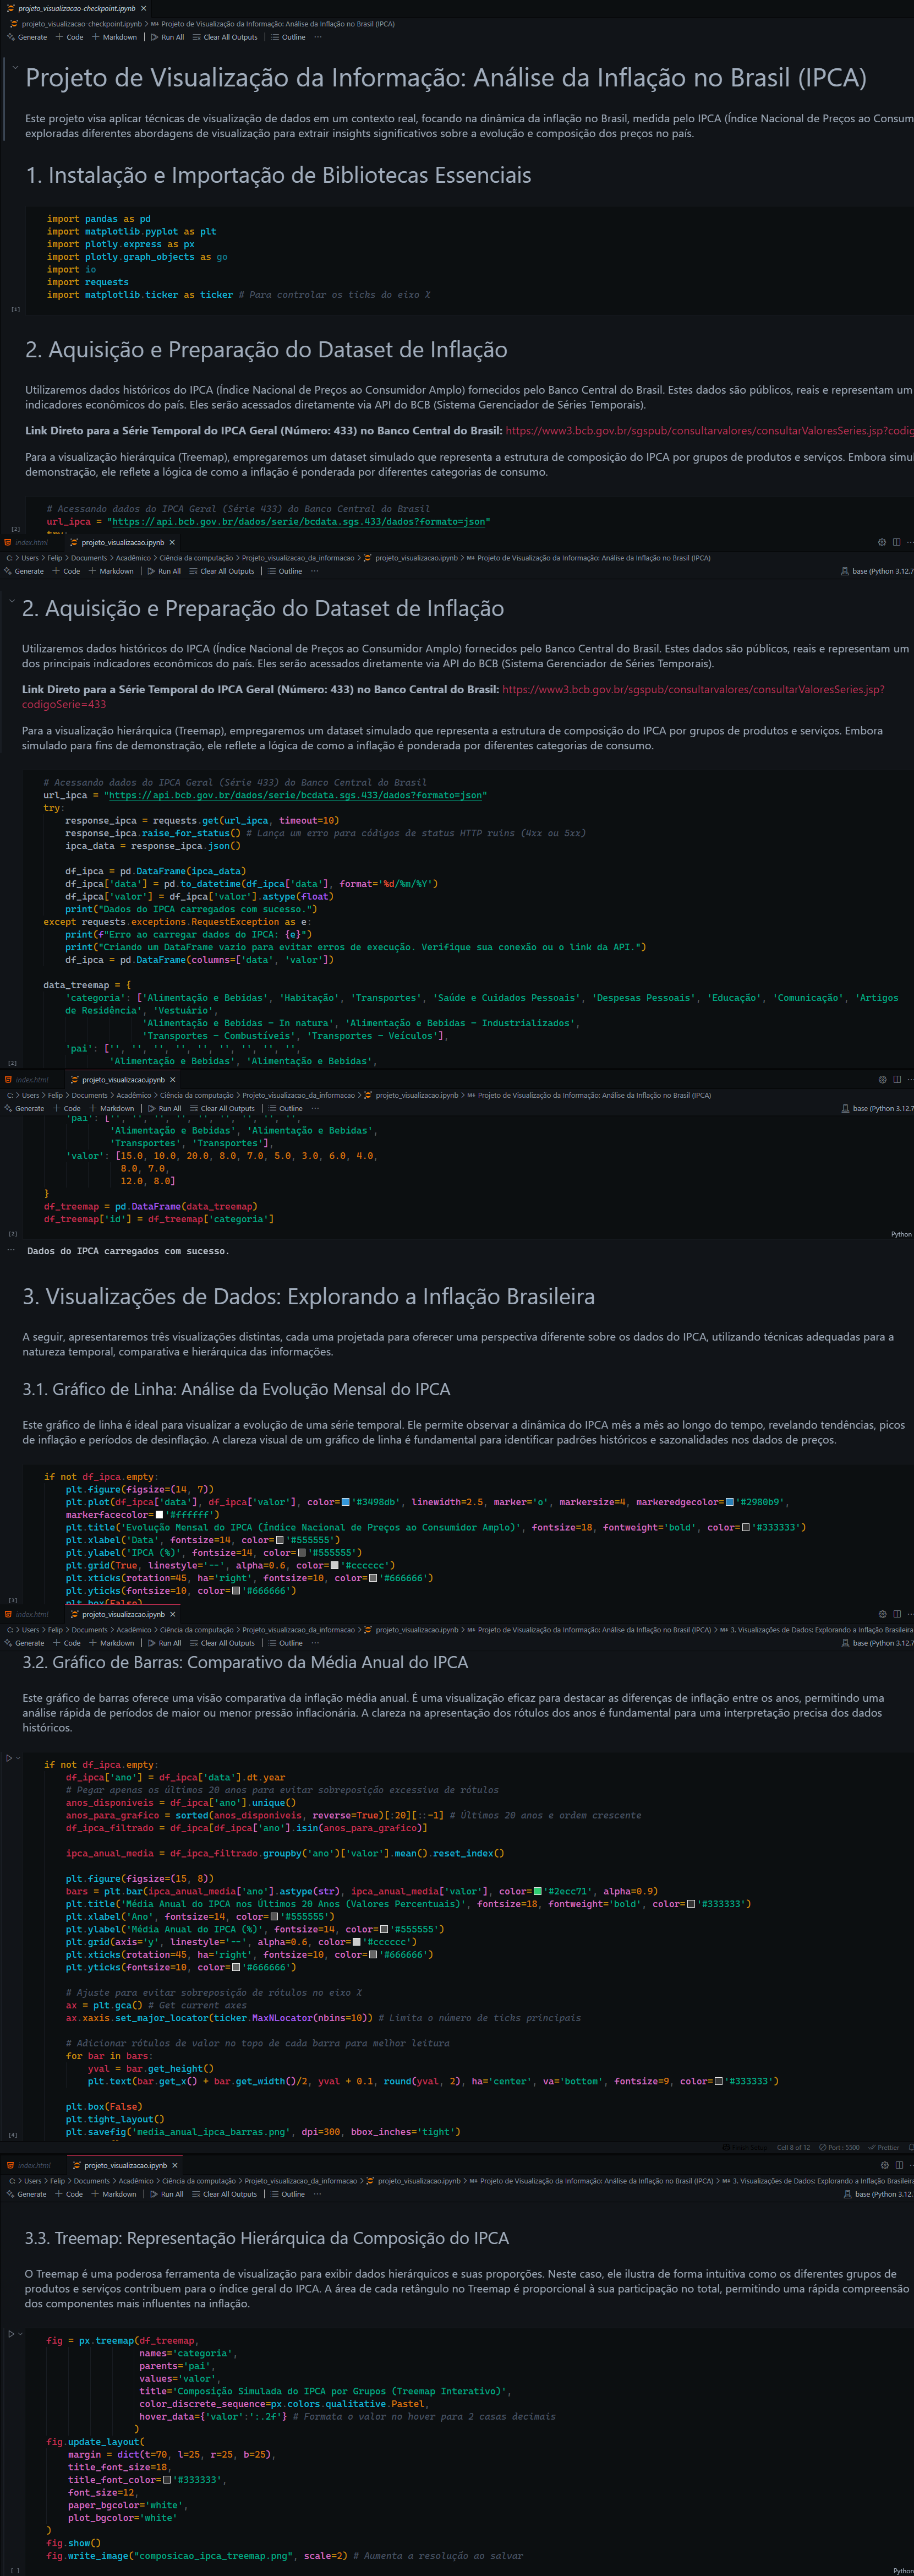 projeto_visualizacao-checkpoint.ipynb ✕
projeto_visualizacao-checkpoint.ipynb > M↓ Projeto de Visualização da Informação: Análise da Inflação no Brasil (IPCA)
Generate + Code + Markdown | Run All Clear All Outputs | Outline ···
Projeto de Visualização da Informação: Análise da Inflação no Brasil (IPCA)
Este projeto visa aplicar técnicas de visualização de dados em um contexto real, focando na dinâmica da inflação no Brasil, medida pelo IPCA (Índice Nacional de Preços ao Consum
exploradas diferentes abordagens de visualização para extrair insights significativos sobre a evolução e composição dos preços no país.
1. Instalação e Importação de Bibliotecas Essenciais
import pandas as pd
import matplotlib.pyplot as plt
import plotly.express as px
import plotly.graph_objects as go
import io
import requests
import matplotlib.ticker as ticker # Para controlar os ticks do eixo X
[1]
2. Aquisição e Preparação do Dataset de Inflação
Utilizaremos dados históricos do IPCA (Índice Nacional de Preços ao Consumidor Amplo) fornecidos pelo Banco Central do Brasil. Estes dados são públicos, reais e representam um
indicadores econômicos do país. Eles serão acessados diretamente via API do BCB (Sistema Gerenciador de Séries Temporais).
Link Direto para a Série Temporal do IPCA Geral (Número: 433) no Banco Central do Brasil: https://www3.bcb.gov.br/sgspub/consultarvalores/consultarValoresSeries.jsp?codig
Para a visualização hierárquica (Treemap), empregaremos um dataset simulado que representa a estrutura de composição do IPCA por grupos de produtos e serviços. Embora simul
demonstração, ele reflete a lógica de como a inflação é ponderada por diferentes categorias de consumo.
# Acessando dados do IPCA Geral (Série 433) do Banco Central do Brasil
url_ipca = "https://api.bcb.gov.br/dados/serie/bcdata.sgs.433/dados?formato=json"
[2]
try:
index.html projeto_visualizacao.ipynb ✕
C: > Users > Felip > Documents > Acadêmico > Ciência da computação > Projeto_visualizacao_da_informacao > projeto_visualizacao.ipynb > M↓ Projeto de Visualização da Informação: Análise da Inflação no Brasil (IPCA)
Generate + Code + Markdown | Run All Clear All Outputs | Outline ··· base (Python 3.12.7
2. Aquisição e Preparação do Dataset de Inflação
Utilizaremos dados históricos do IPCA (Índice Nacional de Preços ao Consumidor Amplo) fornecidos pelo Banco Central do Brasil. Estes dados são públicos, reais e representam um
dos principais indicadores econômicos do país. Eles serão acessados diretamente via API do BCB (Sistema Gerenciador de Séries Temporais).
Link Direto para a Série Temporal do IPCA Geral (Número: 433) no Banco Central do Brasil: https://www3.bcb.gov.br/sgspub/consultarvalores/consultarValoresSeries.jsp?
codigoSerie=433
Para a visualização hierárquica (Treemap), empregaremos um dataset simulado que representa a estrutura de composição do IPCA por grupos de produtos e serviços. Embora
simulado para fins de demonstração, ele reflete a lógica de como a inflação é ponderada por diferentes categorias de consumo.
# Acessando dados do IPCA Geral (Série 433) do Banco Central do Brasil
url_ipca = "https://api.bcb.gov.br/dados/serie/bcdata.sgs.433/dados?formato=json"
try:
response_ipca = requests.get(url_ipca, timeout=10)
response_ipca.raise_for_status() # Lança um erro para códigos de status HTTP ruins (4xx ou 5xx)
ipca_data = response_ipca.json()
df_ipca = pd.DataFrame(ipca_data)
df_ipca['data'] = pd.to_datetime(df_ipca['data'], format='%d/%m/%Y')
df_ipca['valor'] = df_ipca['valor'].astype(float)
print("Dados do IPCA carregados com sucesso.")
except requests.exceptions.RequestException as e:
print(f"Erro ao carregar dados do IPCA: {e}")
print("Criando um DataFrame vazio para evitar erros de execução. Verifique sua conexão ou o link da API.")
df_ipca = pd.DataFrame(columns=['data', 'valor'])
data_treemap = {
'categoria': ['Alimentação e Bebidas', 'Habitação', 'Transportes', 'Saúde e Cuidados Pessoais', 'Despesas Pessoais', 'Educação', 'Comunicação', 'Artigos
de Residência', 'Vestuário',
'Alimentação e Bebidas - In natura', 'Alimentação e Bebidas - Industrializados',
'Transportes - Combustíveis', 'Transportes - Veículos'],
'pai': ['', '', '', '', '', '', '', '', '',
'Alimentação e Bebidas', 'Alimentação e Bebidas',
[2]
index.html projeto_visualizacao.ipynb ✕
C: > Users > Felip > Documents > Acadêmico > Ciência da computação > Projeto_visualizacao_da_informacao > projeto_visualizacao.ipynb > M↓ Projeto de Visualização da Informação: Análise da Inflação no Brasil (IPCA)
Generate + Code + Markdown | Run All Clear All Outputs | Outline ··· base (Python 3.12.7
'pai': ['', '', '', '', '', '', '', '', '',
'Alimentação e Bebidas', 'Alimentação e Bebidas',
'Transportes', 'Transportes'],
'valor': [15.0, 10.0, 20.0, 8.0, 7.0, 5.0, 3.0, 6.0, 4.0,
8.0, 7.0,
12.0, 8.0]
}
df_treemap = pd.DataFrame(data_treemap)
df_treemap['id'] = df_treemap['categoria']
[2] Python
··· Dados do IPCA carregados com sucesso.
3. Visualizações de Dados: Explorando a Inflação Brasileira
A seguir, apresentaremos três visualizações distintas, cada uma projetada para oferecer uma perspectiva diferente sobre os dados do IPCA, utilizando técnicas adequadas para a
natureza temporal, comparativa e hierárquica das informações.
3.1. Gráfico de Linha: Análise da Evolução Mensal do IPCA
Este gráfico de linha é ideal para visualizar a evolução de uma série temporal. Ele permite observar a dinâmica do IPCA mês a mês ao longo do tempo, revelando tendências, picos
de inflação e períodos de desinflação. A clareza visual de um gráfico de linha é fundamental para identificar padrões históricos e sazonalidades nos dados de preços.
if not df_ipca.empty:
plt.figure(figsize=(14, 7))
plt.plot(df_ipca['data'], df_ipca['valor'], color='#3498db', linewidth=2.5, marker='o', markersize=4, markeredgecolor='#2980b9',
markerfacecolor='#ffffff')
plt.title('Evolução Mensal do IPCA (Índice Nacional de Preços ao Consumidor Amplo)', fontsize=18, fontweight='bold', color='#333333')
plt.xlabel('Data', fontsize=14, color='#555555')
plt.ylabel('IPCA (%)', fontsize=14, color='#555555')
plt.grid(True, linestyle='--', alpha=0.6, color='#cccccc')
plt.xticks(rotation=45, ha='right', fontsize=10, color='#666666')
plt.yticks(fontsize=10, color='#666666')
plt.box(False)
[3]
index.html projeto_visualizacao.ipynb ✕
C: > Users > Felip > Documents > Acadêmico > Ciência da computação > Projeto_visualizacao_da_informacao > projeto_visualizacao.ipynb > M↓ Projeto de Visualização da Informação: Análise da Inflação no Brasil (IPCA) > M↓ 3. Visualizações de Dados: Explorando a Inflação Brasileira
Generate + Code + Markdown | Run All Clear All Outputs | Outline ··· base (Python 3.12.7
3.2. Gráfico de Barras: Comparativo da Média Anual do IPCA
Este gráfico de barras oferece uma visão comparativa da inflação média anual. É uma visualização eficaz para destacar as diferenças de inflação entre os anos, permitindo uma
análise rápida de períodos de maior ou menor pressão inflacionária. A clareza na apresentação dos rótulos dos anos é fundamental para uma interpretação precisa dos dados
históricos.
if not df_ipca.empty:
df_ipca['ano'] = df_ipca['data'].dt.year
# Pegar apenas os últimos 20 anos para evitar sobreposição excessiva de rótulos
anos_disponiveis = df_ipca['ano'].unique()
anos_para_grafico = sorted(anos_disponiveis, reverse=True)[:20][::-1] # Últimos 20 anos e ordem crescente
df_ipca_filtrado = df_ipca[df_ipca['ano'].isin(anos_para_grafico)]
ipca_anual_media = df_ipca_filtrado.groupby('ano')['valor'].mean().reset_index()
plt.figure(figsize=(15, 8))
bars = plt.bar(ipca_anual_media['ano'].astype(str), ipca_anual_media['valor'], color='#2ecc71', alpha=0.9)
plt.title('Média Anual do IPCA nos Últimos 20 Anos (Valores Percentuais)', fontsize=18, fontweight='bold', color='#333333')
plt.xlabel('Ano', fontsize=14, color='#555555')
plt.ylabel('Média Anual do IPCA (%)', fontsize=14, color='#555555')
plt.grid(axis='y', linestyle='--', alpha=0.6, color='#cccccc')
plt.xticks(rotation=45, ha='right', fontsize=10, color='#666666')
plt.yticks(fontsize=10, color='#666666')
# Ajuste para evitar sobreposição de rótulos no eixo X
ax = plt.gca() # Get current axes
ax.xaxis.set_major_locator(ticker.MaxNLocator(nbins=10)) # Limita o número de ticks principais
# Adicionar rótulos de valor no topo de cada barra para melhor leitura
for bar in bars:
yval = bar.get_height()
plt.text(bar.get_x() + bar.get_width()/2, yval + 0.1, round(yval, 2), ha='center', va='bottom', fontsize=9, color='#333333')
plt.box(False)
plt.tight_layout()
plt.savefig('media_anual_ipca_barras.png', dpi=300, bbox_inches='tight')
[4]
Cell 8 of 12 Port : 5500 Prettier
index.html projeto_visualizacao.ipynb ✕
C: > Users > Felip > Documents > Acadêmico > Ciência da computação > Projeto_visualizacao_da_informacao > projeto_visualizacao.ipynb > M↓ Projeto de Visualização da Informação: Análise da Inflação no Brasil (IPCA) > M↓ 3. Visualizações de Dados: Explorando a Inflação Brasileira
Generate + Code + Markdown | Run All Clear All Outputs | Outline ··· base (Python 3.12.
3.3. Treemap: Representação Hierárquica da Composição do IPCA
O Treemap é uma poderosa ferramenta de visualização para exibir dados hierárquicos e suas proporções. Neste caso, ele ilustra de forma intuitiva como os diferentes grupos de
produtos e serviços contribuem para o índice geral do IPCA. A área de cada retângulo no Treemap é proporcional à sua participação no total, permitindo uma rápida compreensão
dos componentes mais influentes na inflação.
fig = px.treemap(df_treemap,
names='categoria',
parents='pai',
values='valor',
title='Composição Simulada do IPCA por Grupos (Treemap Interativo)',
color_discrete_sequence=px.colors.qualitative.Pastel,
hover_data={'valor':':.2f'} # Formata o valor no hover para 2 casas decimais
)
fig.update_layout(
margin = dict(t=70, l=25, r=25, b=25),
title_font_size=18,
title_font_color='#333333',
font_size=12,
paper_bgcolor='white',
plot_bgcolor='white'
)
fig.show()
fig.write_image("composicao_ipca_treemap.png", scale=2) # Aumenta a resolução ao salvar
[ ] Python